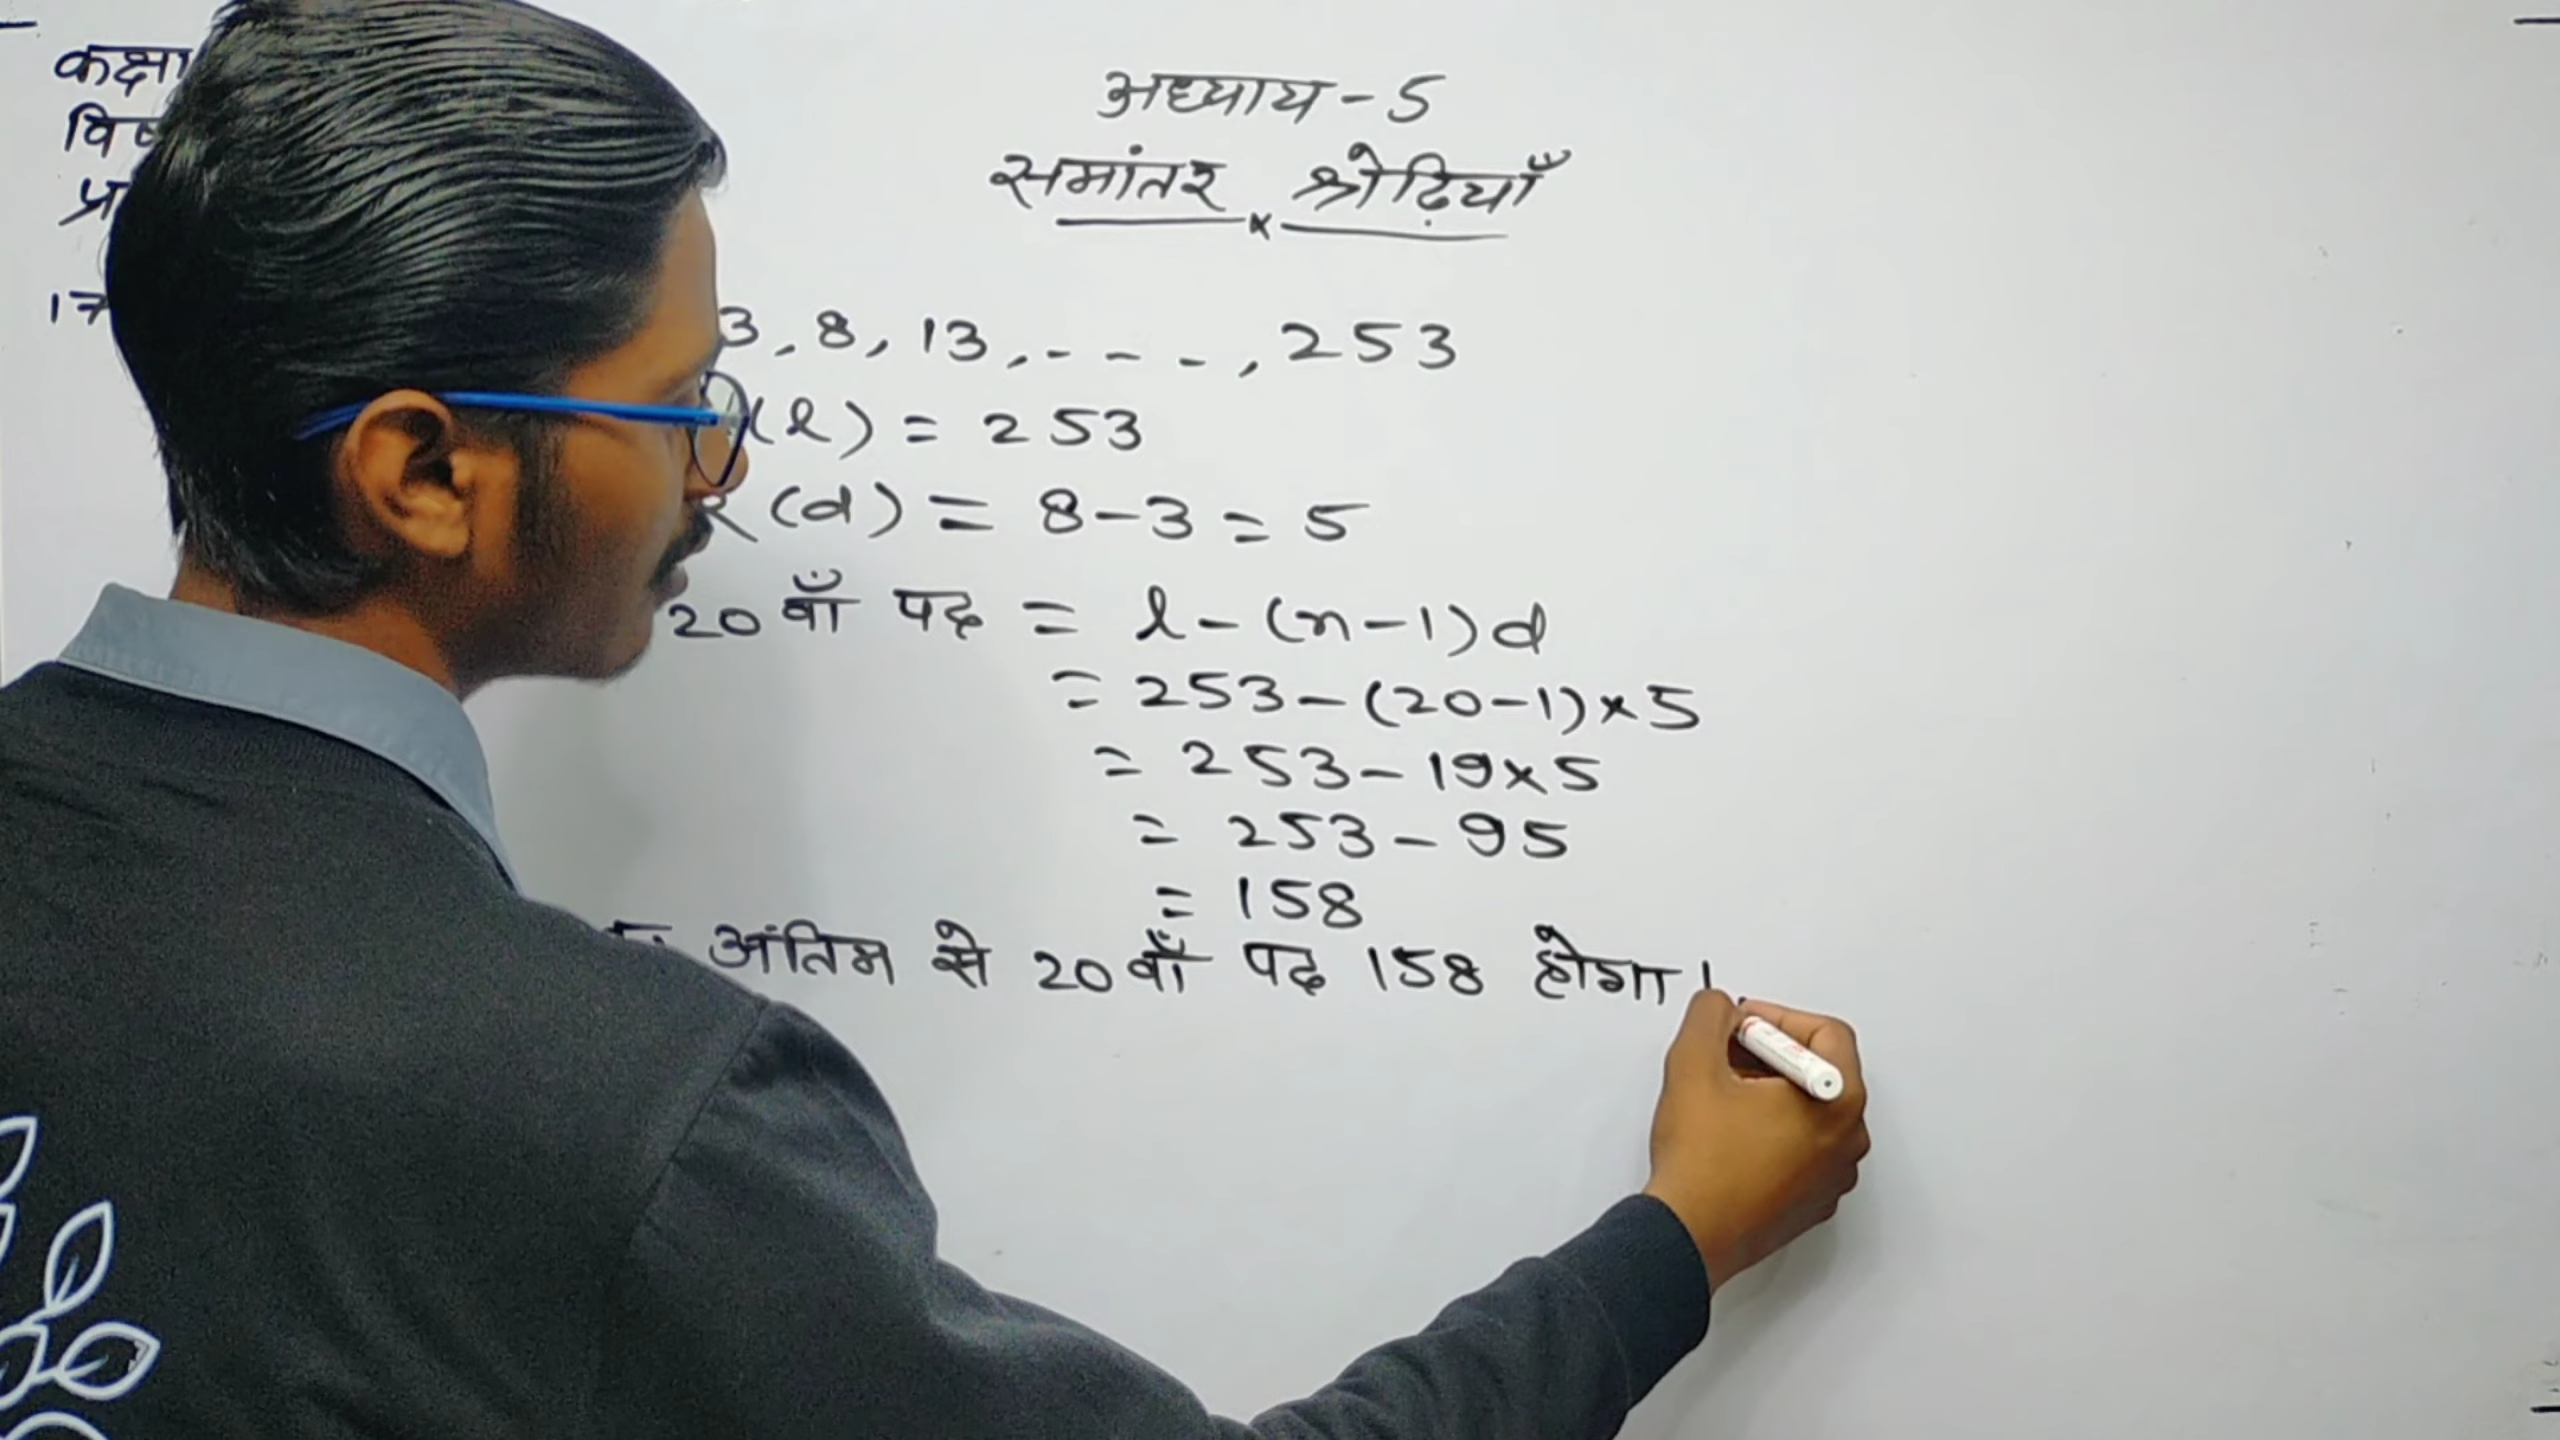 कक्षा
अध्याय - 5
समांतर श्रेढ़ियाँ
17
3, 8, 13, - - - -, 253
(l) = 253
(d) = 8-3 = 5
20 वाँ पद = l-(n-1)d
= 253-(20-1)×5
= 253-19×5
= 253-95
= 158
अंतिम से 20 वाँ पद 158 होगा।